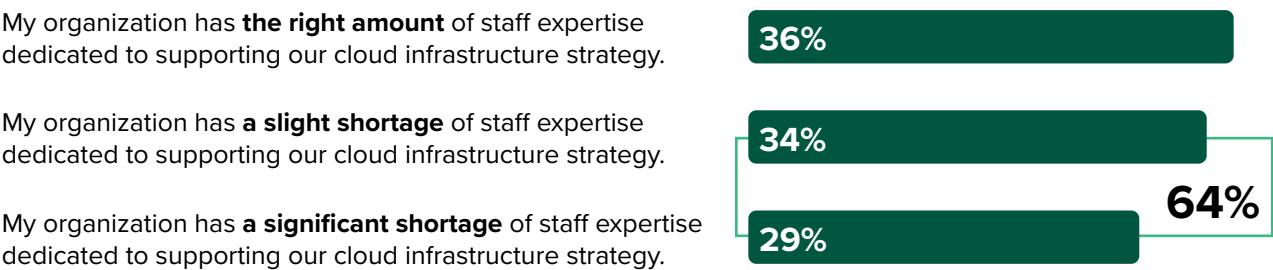 My organization has the right amount of staff expertise
dedicated to supporting our cloud infrastructure strategy.
36%
My organization has a slight shortage of staff expertise
dedicated to supporting our cloud infrastructure strategy.
34%
64%
My organization has a significant shortage of staff expertise
dedicated to supporting our cloud infrastructure strategy.
29%